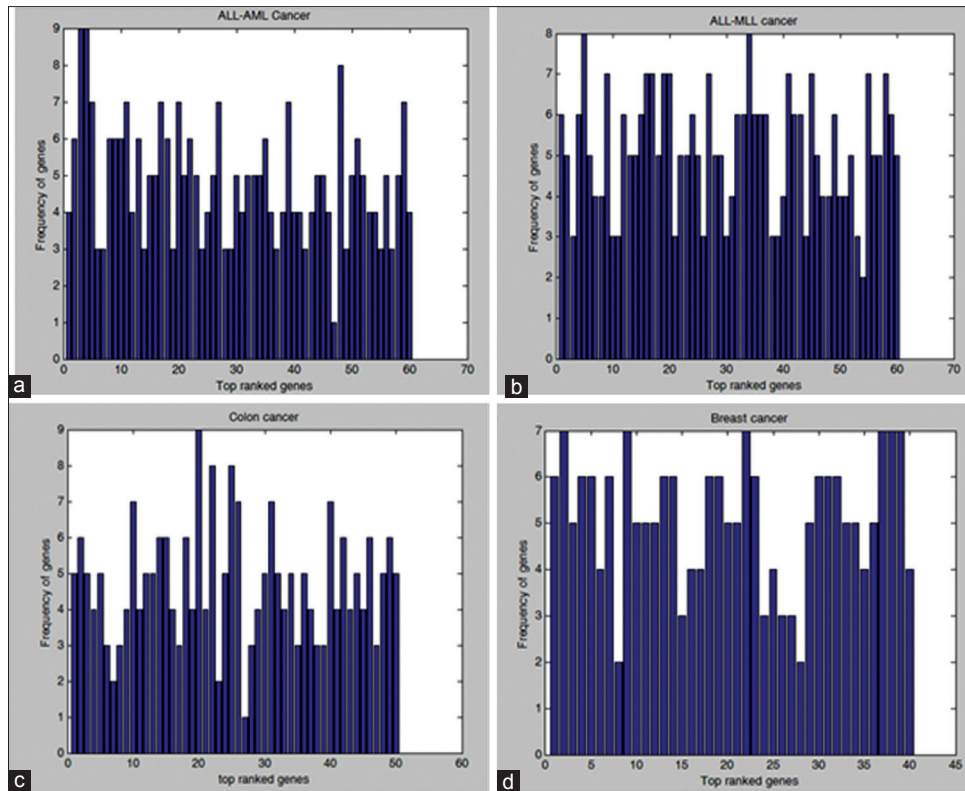 ALL-AML Cancer
9
8
7
6
5
4
3
2
1
0
Frequency of genes
0 10 20 30 40 50 60 70
Top ranked genes
a
ALL-MLL cancer
8
7
6
5
4
3
2
1
0
Frequency of genes
0 10 20 30 40 50 60 70
Top ranked genes
b
Colon cancer
9
8
7
6
5
4
3
2
1
0
Frequency of genes
0 10 20 30 40 50 60
top ranked genes
c
Breast cancer
7
6
5
4
3
2
1
0
Frequency of genes
0 5 10 15 20 25 30 35 40 45
Top ranked genes
d